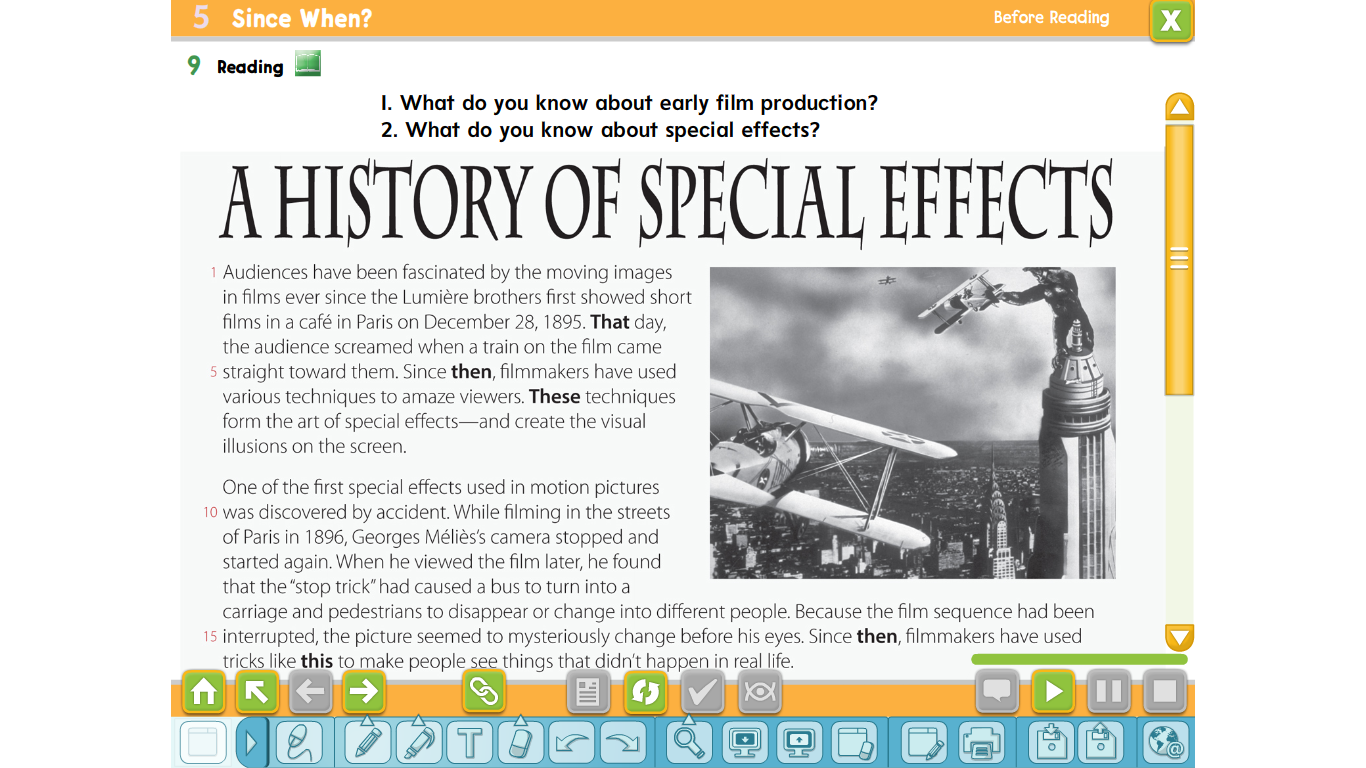 5 Since When?
Before Reading
X
9 Reading
1. What do you know about early film production?
2. What do you know about special effects?
A HISTORY OF SPECIAL EFFECTS
1 Audiences have been fascinated by the moving images
in films ever since the Lumière brothers first showed short
films in a café in Paris on December 28, 1895. That day,
the audience screamed when a train on the film came
5 straight toward them. Since then, filmmakers have used
various techniques to amaze viewers. These techniques
form the art of special effects—and create the visual
illusions on the screen.
One of the first special effects used in motion pictures
10 was discovered by accident. While filming in the streets
of Paris in 1896, Georges Méliès's camera stopped and
started again. When he viewed the film later, he found
that the “stop trick” had caused a bus to turn into a
carriage and pedestrians to disappear or change into different people. Because the film sequence had been
15 interrupted, the picture seemed to mysteriously change before his eyes. Since then, filmmakers have used
tricks like this to make people see things that didn't happen in real life.
T
@